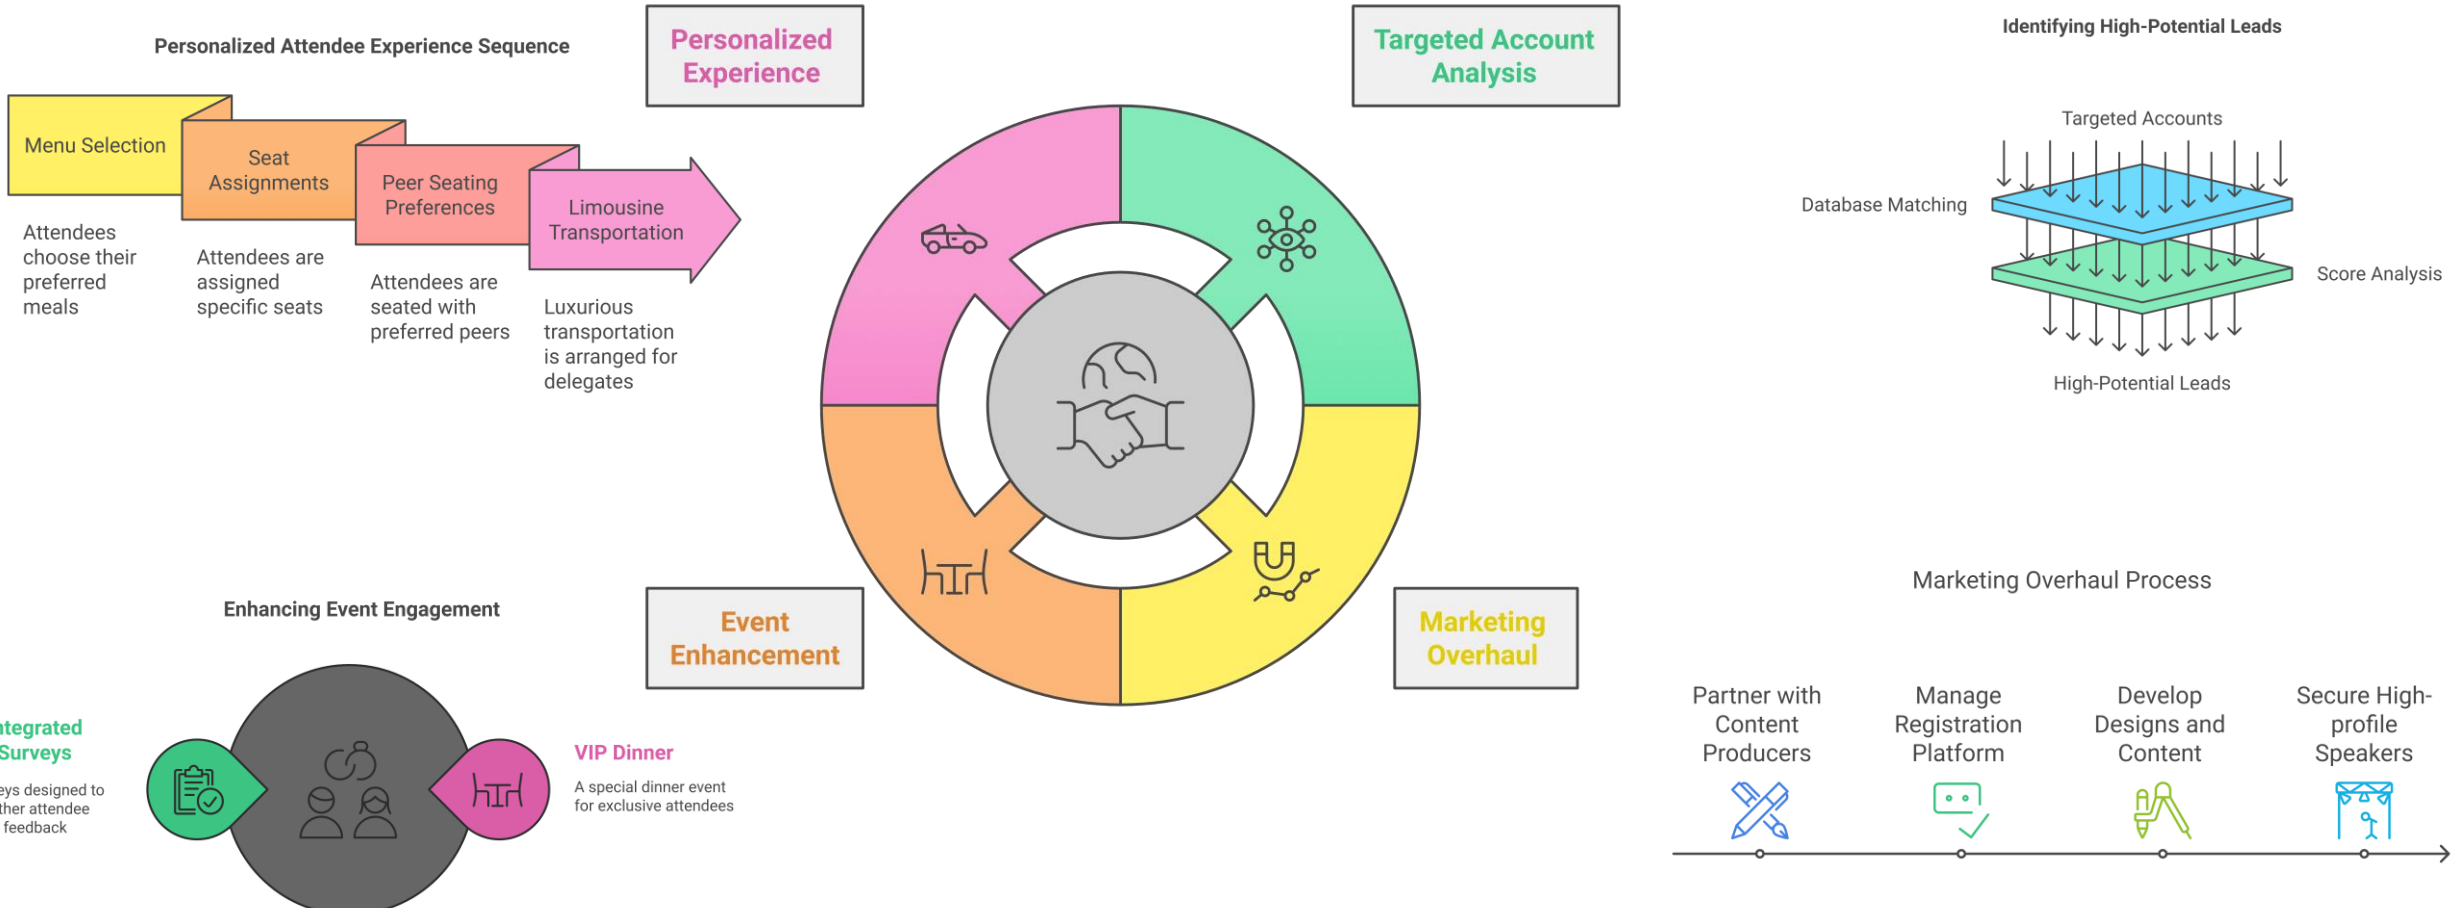 Personalized Attendee Experience Sequence
Menu Selection
Seat
Assignments
Peer Seating
Preferences
Limousine
Transportation
Attendees
choose their
preferred
meals
Attendees are
assigned
specific seats
Attendees are
seated with
preferred peers
Luxurious
transportation
is arranged for
delegates
Personalized
Experience
Targeted Account
Analysis
Identifying High-Potential Leads
Targeted Accounts
Database Matching
Score Analysis
High-Potential Leads
Enhancing Event Engagement
Surveys
designed to
attendee
feedback
VIP Dinner
A special dinner event
for exclusive attendees
Event
Enhancement
Marketing
Overhaul
Marketing Overhaul Process
Partner with
Content
Producers
Manage
Registration
Platform
Develop
Designs and
Content
Secure High-
profile
Speakers